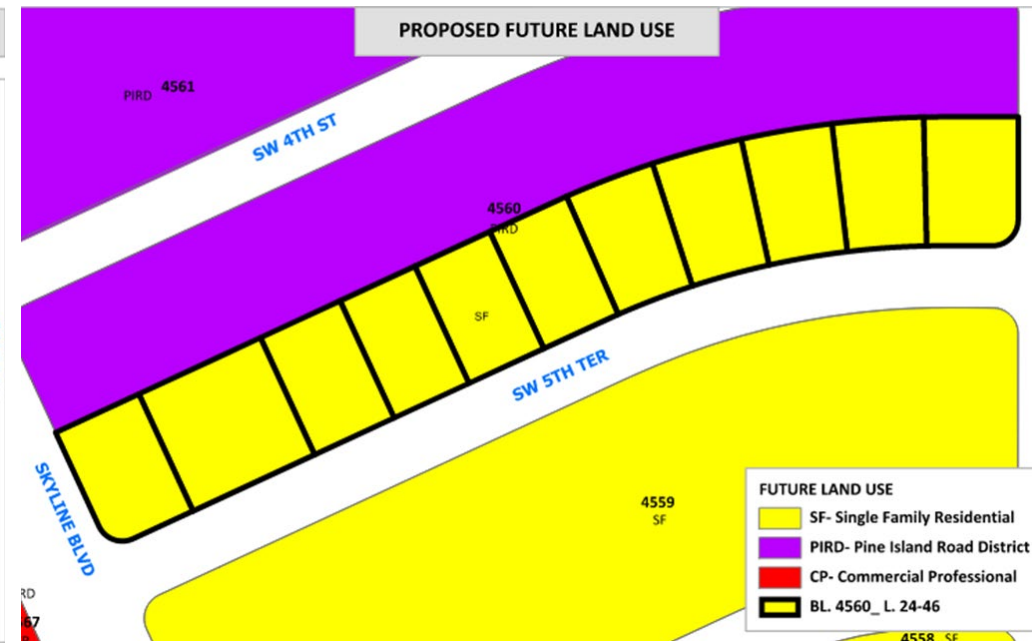 PROPOSED FUTURE LAND USE
PIRD 4561
SW 4TH ST
4560
PIRD
SF
SW 5TH TER
SKYLINE BLVD
4559
SF
FUTURE LAND USE
SF- Single Family Residential
PIRD- Pine Island Road District
CP- Commercial Professional
BL. 4560_ L. 24-46
RD
67
4558 SF